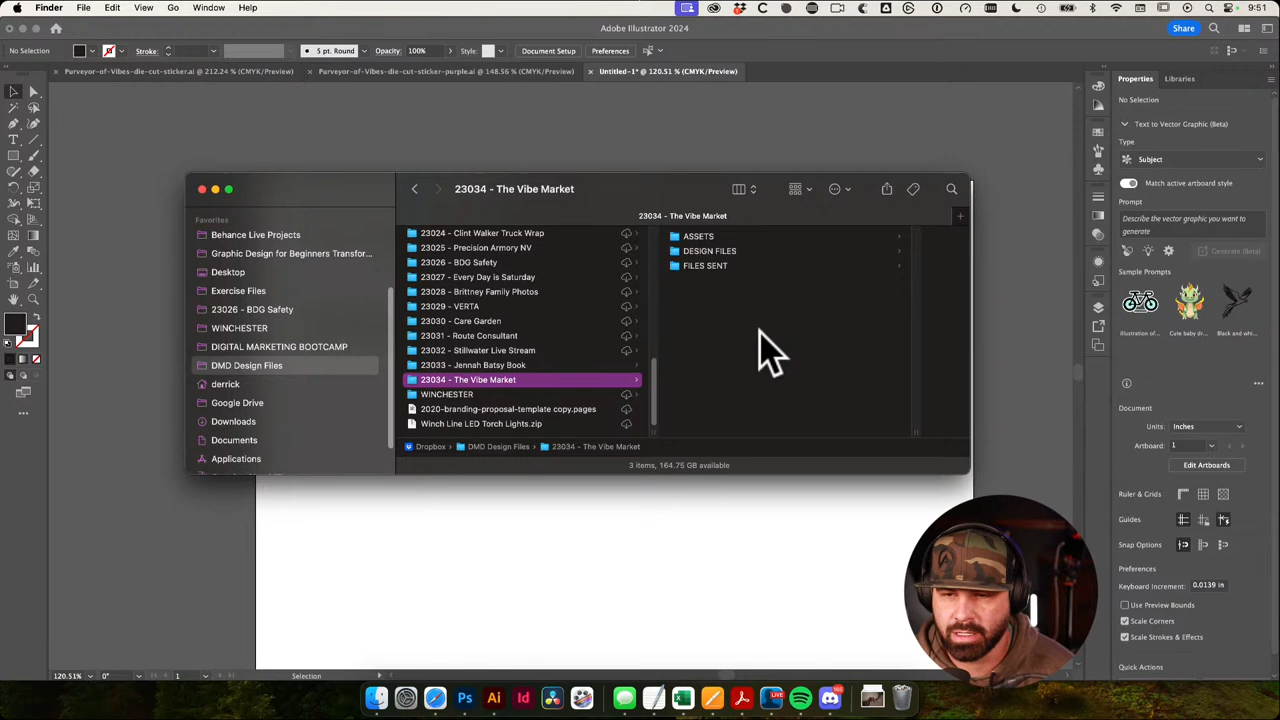 Finder File Edit View Go Window Help 9:51
Adobe Illustrator 2024 Share
No Selection Stroke: 5 pt. Round Opacity: 100% Style: Document Setup Preferences
Purveyor-of-Vibes-die-cut-sticker.ai @ 212.24 % (CMYK/Preview) Purveyor-of-Vibes-die-cut-sticker-purple.ai @ 148.56 % (CMYK/Preview) Untitled-1* @ 120.51 % (CMYK/Preview)
Properties Libraries
No Selection
Text to Vector Graphic (Beta)
Type
Subject
Match active artboard style
Prompt
Describe the vector graphic you want to
generate
Generate (Beta)
Sample Prompts
Illustration of... Cute baby dr... Black and whi...
Document
Units: Inches
Artboard: 1
Edit Artboards
Ruler & Grids
Guides
Snap Options
Preferences
Keyboard Increment: 0.0139 in
Use Preview Bounds
Scale Corners
Scale Strokes & Effects
Quick Actions
23034 - The Vibe Market
23034 - The Vibe Market
Favorites
Behance Live Projects
Graphic Design for Beginners Transfor...
Desktop
Exercise Files
23026 - BDG Safety
WINCHESTER
DIGITAL MARKETING BOOTCAMP
DMD Design Files
derrick
Google Drive
Downloads
Documents
Applications
23024 - Clint Walker Truck Wrap
23025 - Precision Armory NV
23026 - BDG Safety
23027 - Every Day is Saturday
23028 - Brittney Family Photos
23029 - VERTA
23030 - Care Garden
23031 - Route Consultant
23032 - Stillwater Live Stream
23033 - Jennah Batsy Book
23034 - The Vibe Market
WINCHESTER
2020-branding-proposal-template copy.pages
Winch Line LED Torch Lights.zip
ASSETS
DESIGN FILES
FILES SENT
Dropbox DMD Design Files 23034 - The Vibe Market
3 items, 164.75 GB available
120.51% 0° 1 Selection
Ps Ai Id LIVE